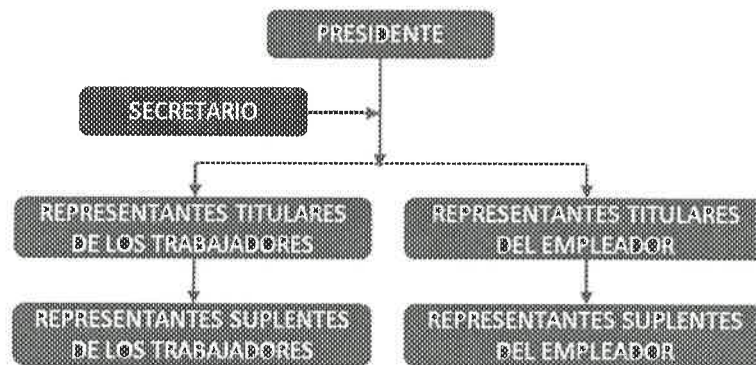 PRESIDENTE
SECRETARIO
REPRESENTANTES TITULARES
DE LOS TRABAJADORES
REPRESENTANTES TITULARES
DEL EMPLEADOR
REPRESENTANTES SUPLENTES
DE LOS TRABAJADORES
REPRESENTANTES SUPLENTES
DEL EMPLEADOR